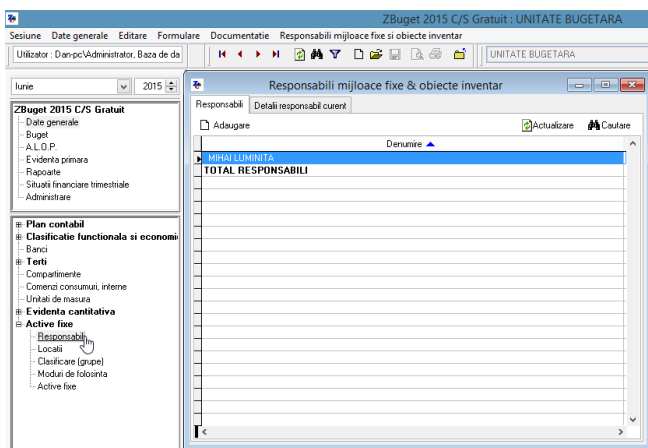 ZBuget 2015 C/S Gratuit : UNITATE BUGETARA
Sesiune Date generale Editare Formulare Documentatie Responsabili mijloace fixe si obiecte inventar
Utilizator : Dan-pc\Administrator, Baza de da
UNITATE BUGETARA
Iunie 2015
ZBuget 2015 C/S Gratuit
Date generale
Buget
A.L.O.P.
Evidenta primara
Rapoarte
Situatii financiare trimestriale
Administrare
Plan contabil
Clasificatie functionala si economi
Banci
Terti
Compartimente
Comenzi consumuri, interne
Unitati de masura
Evidenta cantitativa
Active fixe
Responsabili
Locatii
Clasificare (grupe)
Moduri de folosinta
Active fixe
Responsabili mijloace fixe & obiecte inventar
Responsabili Detalii responsabil curent
Adaugare Actualizare Cautare
Denumire
MIHAI LUMINITA
TOTAL RESPONSABILI